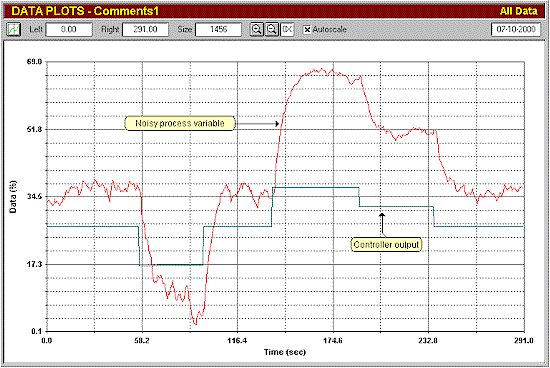 DATA PLOTS - Comments1 All Data
Left 0.00 Right 291.00 Size 1456 Autoscale 07-10-2000
69.0
Noisy process variable
51.8
Data (%)
34.5
Controller output
17.3
0.1
0.0 58.2 116.4 174.6 232.8 291.0
Time (sec)